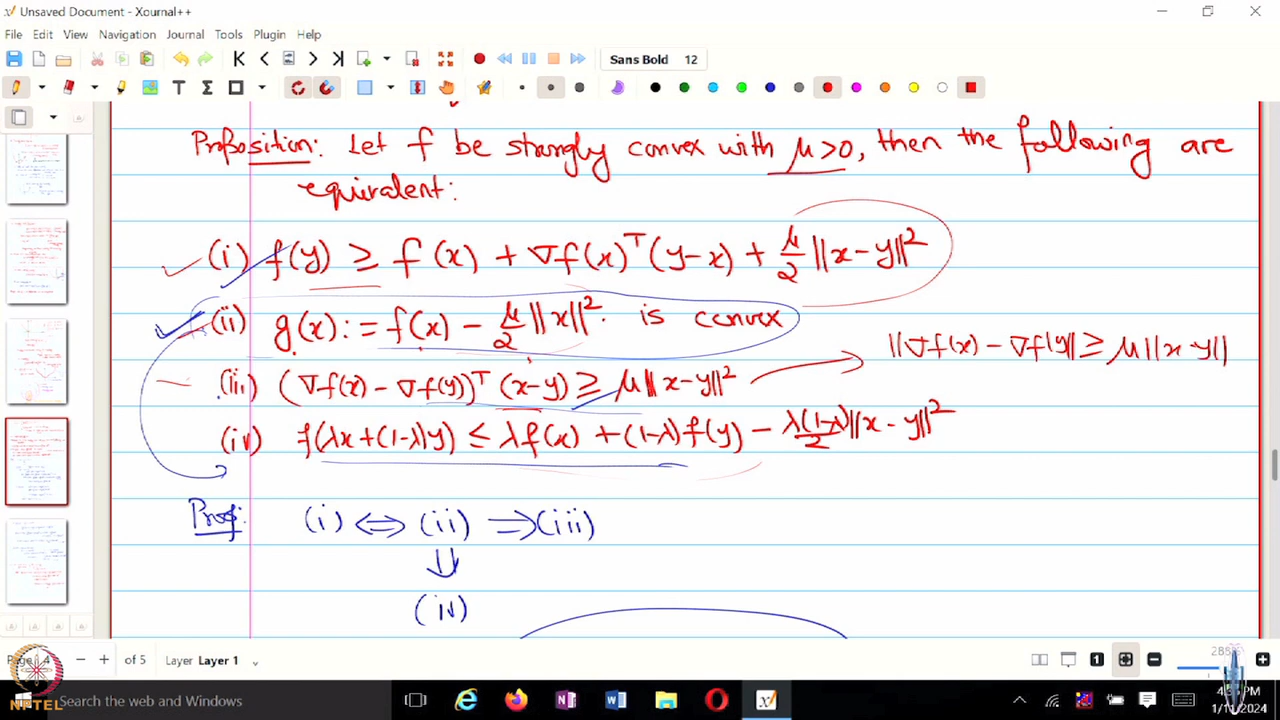 Unsaved Document - Xournal++
File Edit View Navigation Journal Tools Plugin Help
Sans Bold 12
Proposition: Let f be strongly convex with μ>0, then the following are
equivalent:
(i) f(y) ≥ f(x) + ∇f(x)ᵀ(y-x) + μ/2 ||x-y||²
(ii) g(x) := f(x) - μ/2 ||x||² is convex
||∇f(x) - ∇f(y)|| ≥ μ||x-y||
(iii) (∇f(x) - ∇f(y))ᵀ (x-y) ≥ μ||x-y||²
(iv) f(λx+(1-λ)y) ≤ λf(x) + (1-λ)f(y) - λ(1-λ)/2 ||x-y||²
Proof: (i) ⇔ (ii) ⇒ (iii)
⇓
(iv)
of 5 Layer Layer 1
Search the web and Windows
1/11/2024
NPTEL